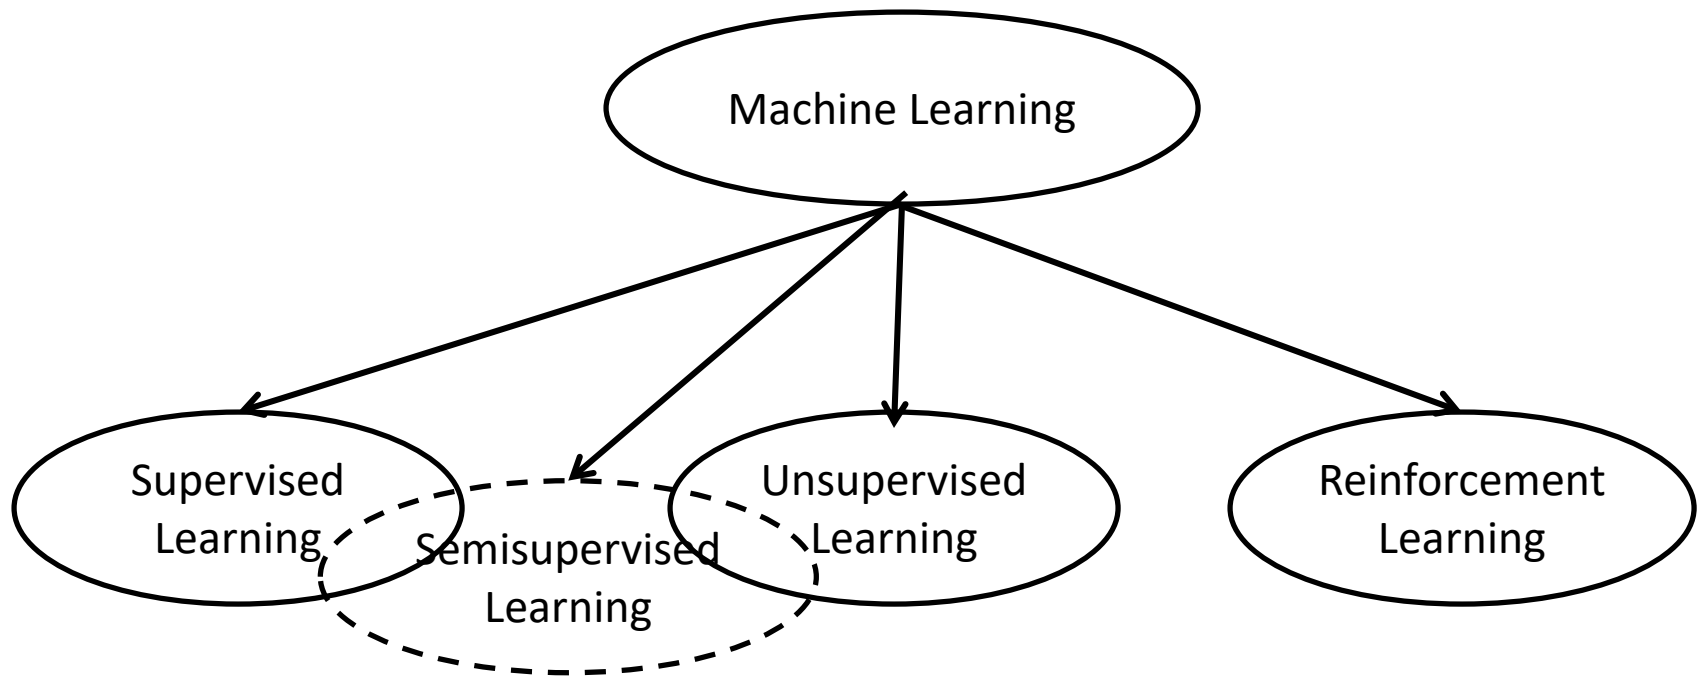 Machine Learning
Supervised
Learning
Semisupervised
Learning
Unsupervised
Learning
Reinforcement
Learning